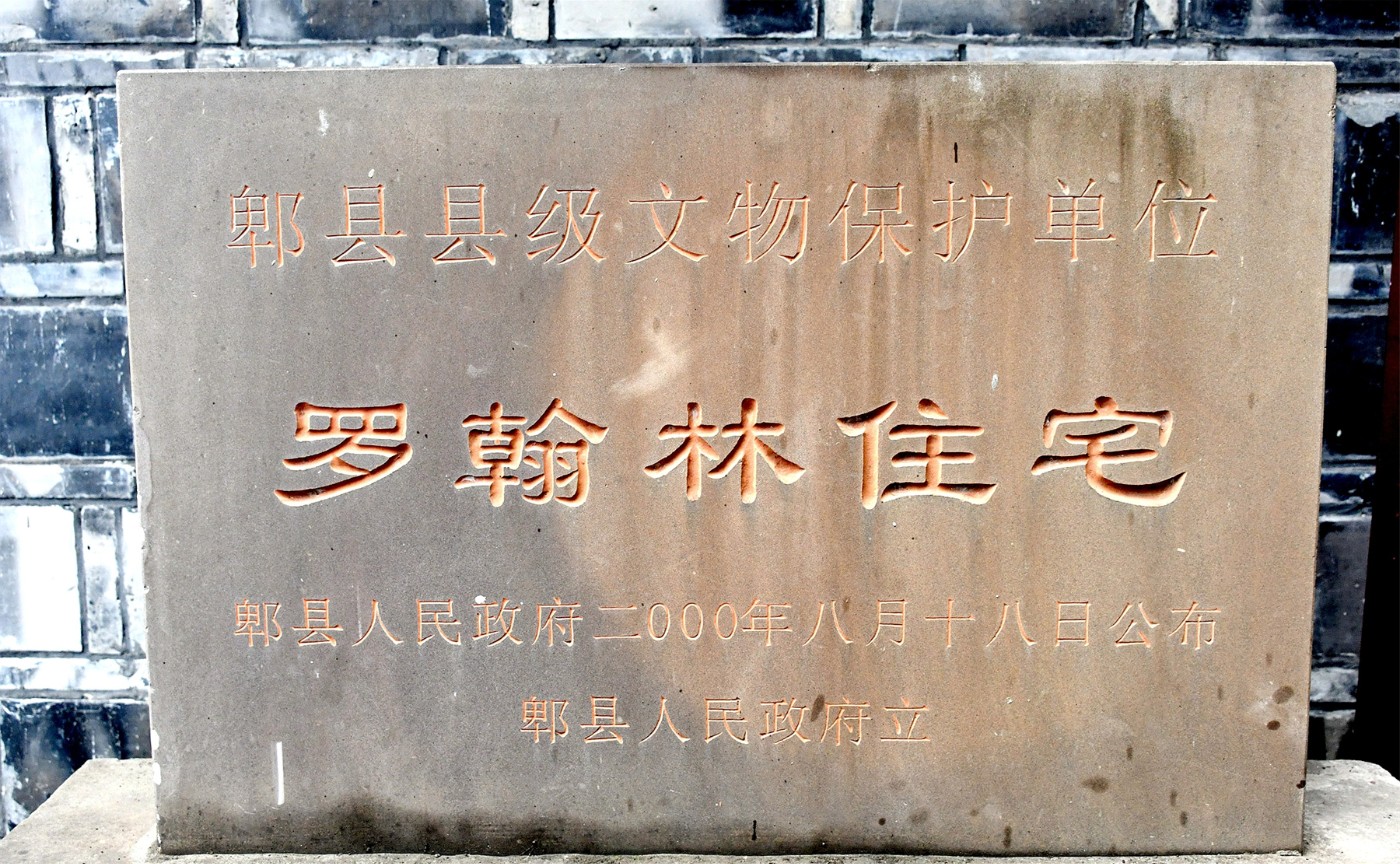 郫县县级文物保护单位
罗翰林住宅
郫县人民政府二000年八月十八日公布
郫县人民政府立